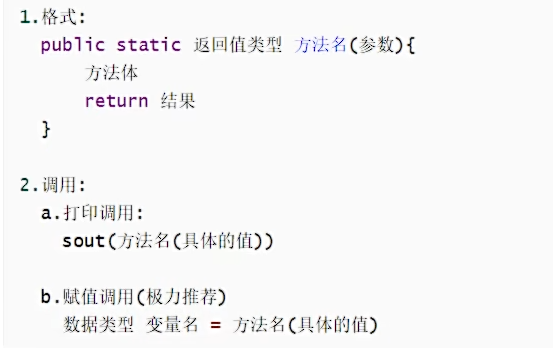 1.格式:
public static 返回值类型 方法名(参数){
方法体
return 结果
}
2.调用:
a.打印调用:
sout(方法名(具体的值))
b.赋值调用(极力推荐)
数据类型 变量名 = 方法名(具体的值)